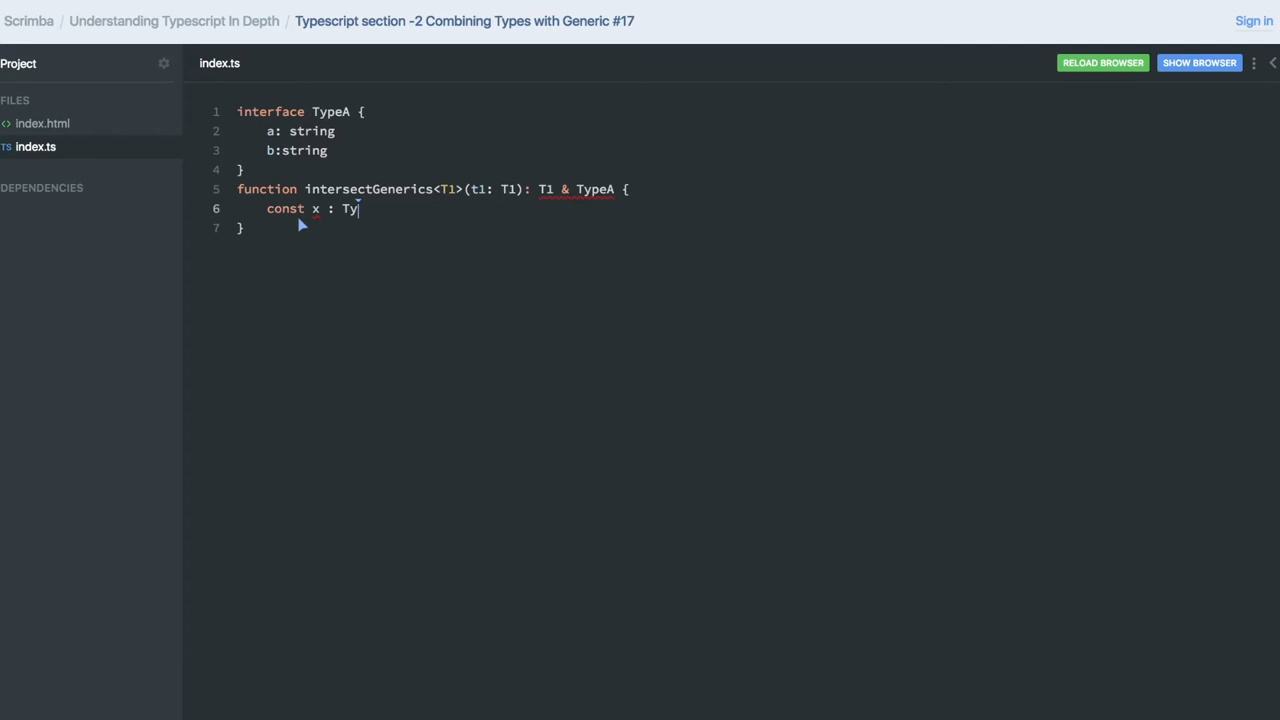 Scrimba / Understanding Typescript In Depth / Typescript section -2 Combining Types with Generic #17
Sign in
Project
index.ts
RELOAD BROWSER
SHOW BROWSER
FILES
<> index.html
TS index.ts
DEPENDENCIES
1 interface TypeA {
2 a: string
3 b:string
4 }
5 function intersectGenerics<T1>(t1: T1): T1 & TypeA {
6 const x : Ty
7 }